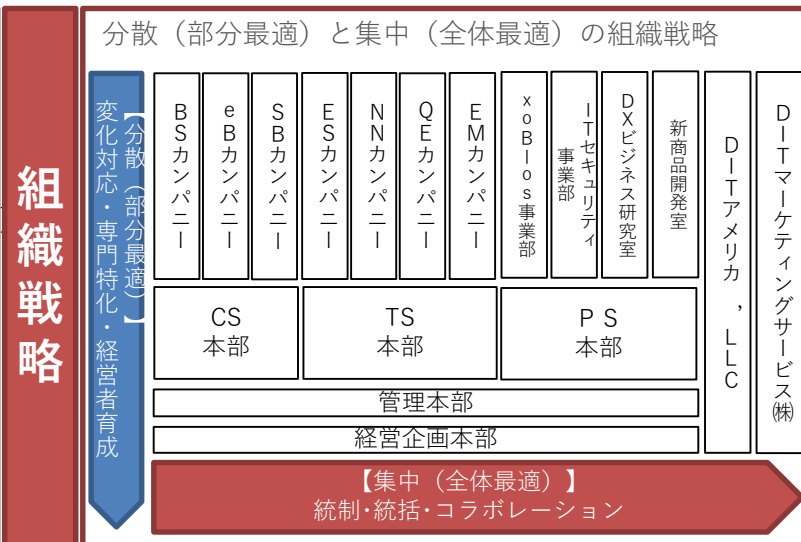 分散（部分最適）と集中（全体最適）の組織戦略
組織戦略
【分散（部分最適）】
変化対応・専門特化・経営者育成
BSカンパニー
eBカンパニー
SBカンパニー
ESカンパニー
NNカンパニー
QEカンパニー
EMカンパニー
xoBlos事業部
ITセキュリティ
事業部
DXビジネス研究室
新商品開発室
DITアメリカ，LLC
DITマーケティングサービス㈱
CS
本部
TS
本部
PS
本部
管理本部
経営企画本部
【集中（全体最適）】
統制･統括･コラボレーション